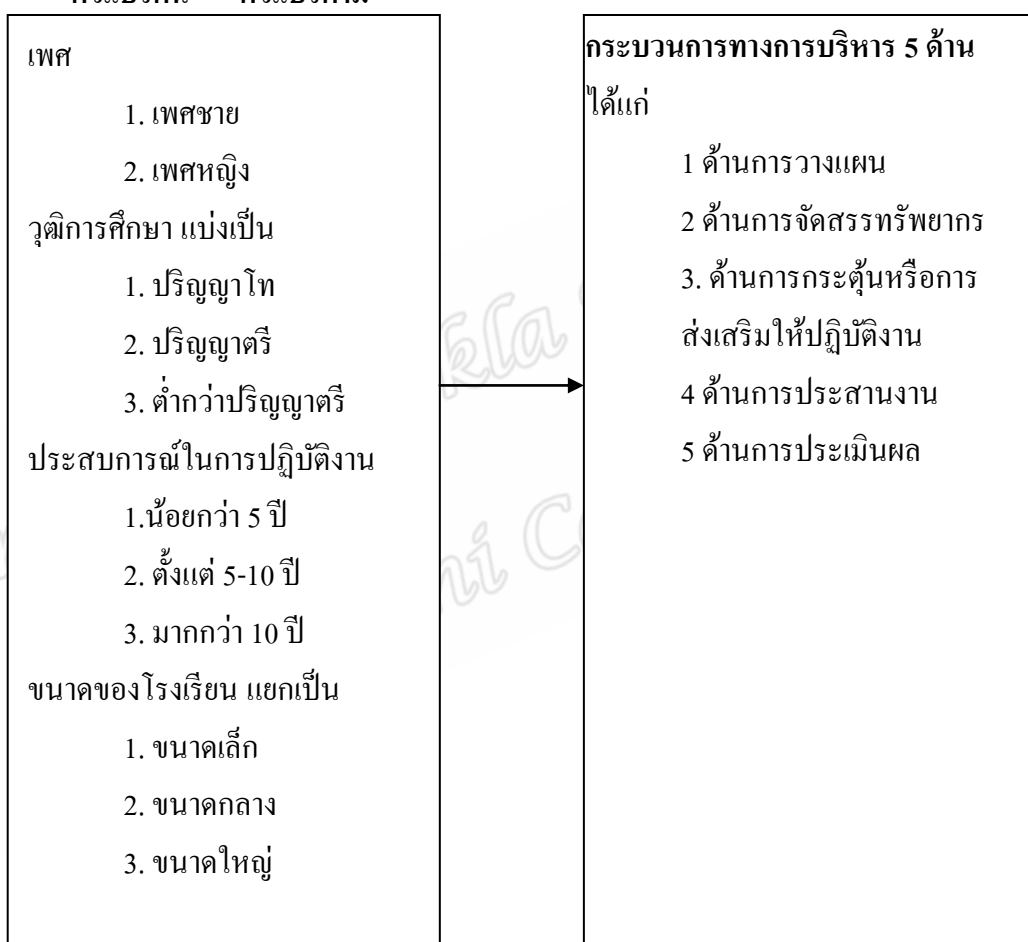 เพศ
1. เพศชาย
2. เพศหญิง
วุฒิการศึกษา แบ่งเป็น
1. ปริญญาโท
2. ปริญญาตรี
3. ต่ำกว่าปริญญาตรี
ประสบการณ์ในการปฏิบัติงาน
1.น้อยกว่า 5 ปี
2. ตั้งแต่ 5-10 ปี
3. มากกว่า 10 ปี
ขนาดของโรงเรียน แยกเป็น
1. ขนาดเล็ก
2. ขนาดกลาง
3. ขนาดใหญ่
กระบวนการทางการบริหาร 5 ด้าน
ได้แก่
1 ด้านการวางแผน
2 ด้านการจัดสรรทรัพยากร
3. ด้านการกระตุ้นหรือการ
ส่งเสริมให้ปฏิบัติงาน
4 ด้านการประสานงาน
5 ด้านการประเมินผล